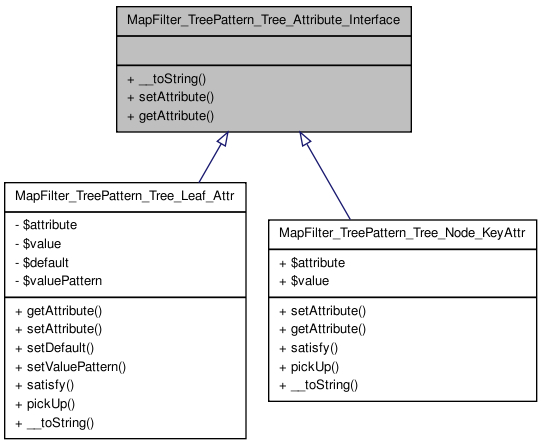 MapFilter_TreePattern_Tree_Attribute_Interface
+ __toString()
+ setAttribute()
+ getAttribute()
MapFilter_TreePattern_Tree_Leaf_Attr
- $attribute
- $value
- $default
- $valuePattern
+ getAttribute()
+ setAttribute()
+ setDefault()
+ setValuePattern()
+ satisfy()
+ pickUp()
+ __toString()
MapFilter_TreePattern_Tree_Node_KeyAttr
+ $attribute
+ $value
+ setAttribute()
+ getAttribute()
+ satisfy()
+ pickUp()
+ __toString()